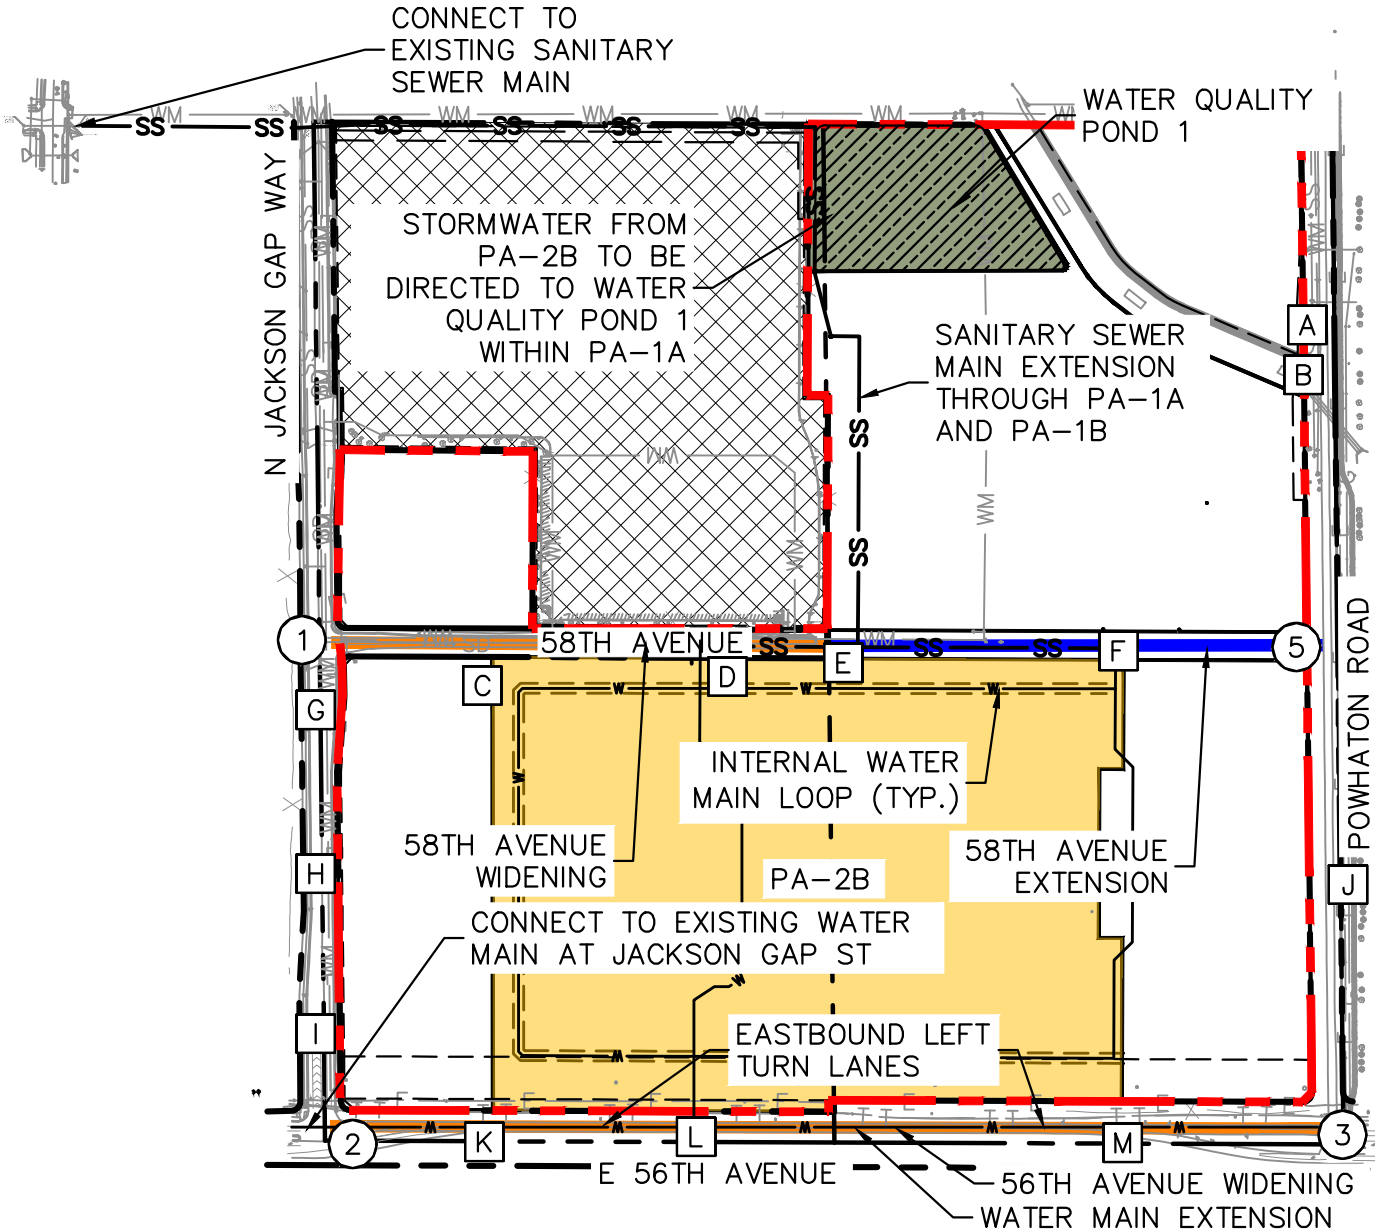 CONNECT TO
EXISTING SANITARY
SEWER MAIN
WATER QUALITY
POND 1
WM WM WM WM WM
SS SS SS SS SS SS
N JACKSON GAP WAY
STORMWATER FROM
PA-2B TO BE
DIRECTED TO WATER
QUALITY POND 1
WITHIN PA-1A
SS
SANITARY SEWER
MAIN EXTENSION
THROUGH PA-1A
AND PA-1B
A
B
SS
SS
WM
WM
WM
WM
POWHATON ROAD
1
58TH AVENUE
SS
WM
SS
SS
F
5
C
D
E
G
W W W
INTERNAL WATER
MAIN LOOP (TYP.)
W
58TH AVENUE
WIDENING
58TH AVENUE
EXTENSION
H
PA-2B
J
CONNECT TO EXISTING WATER
MAIN AT JACKSON GAP ST
W
I
EASTBOUND LEFT
TURN LANES
W
2
K
L
M
3
W W W W W
E 56TH AVENUE
56TH AVENUE WIDENING
WATER MAIN EXTENSION